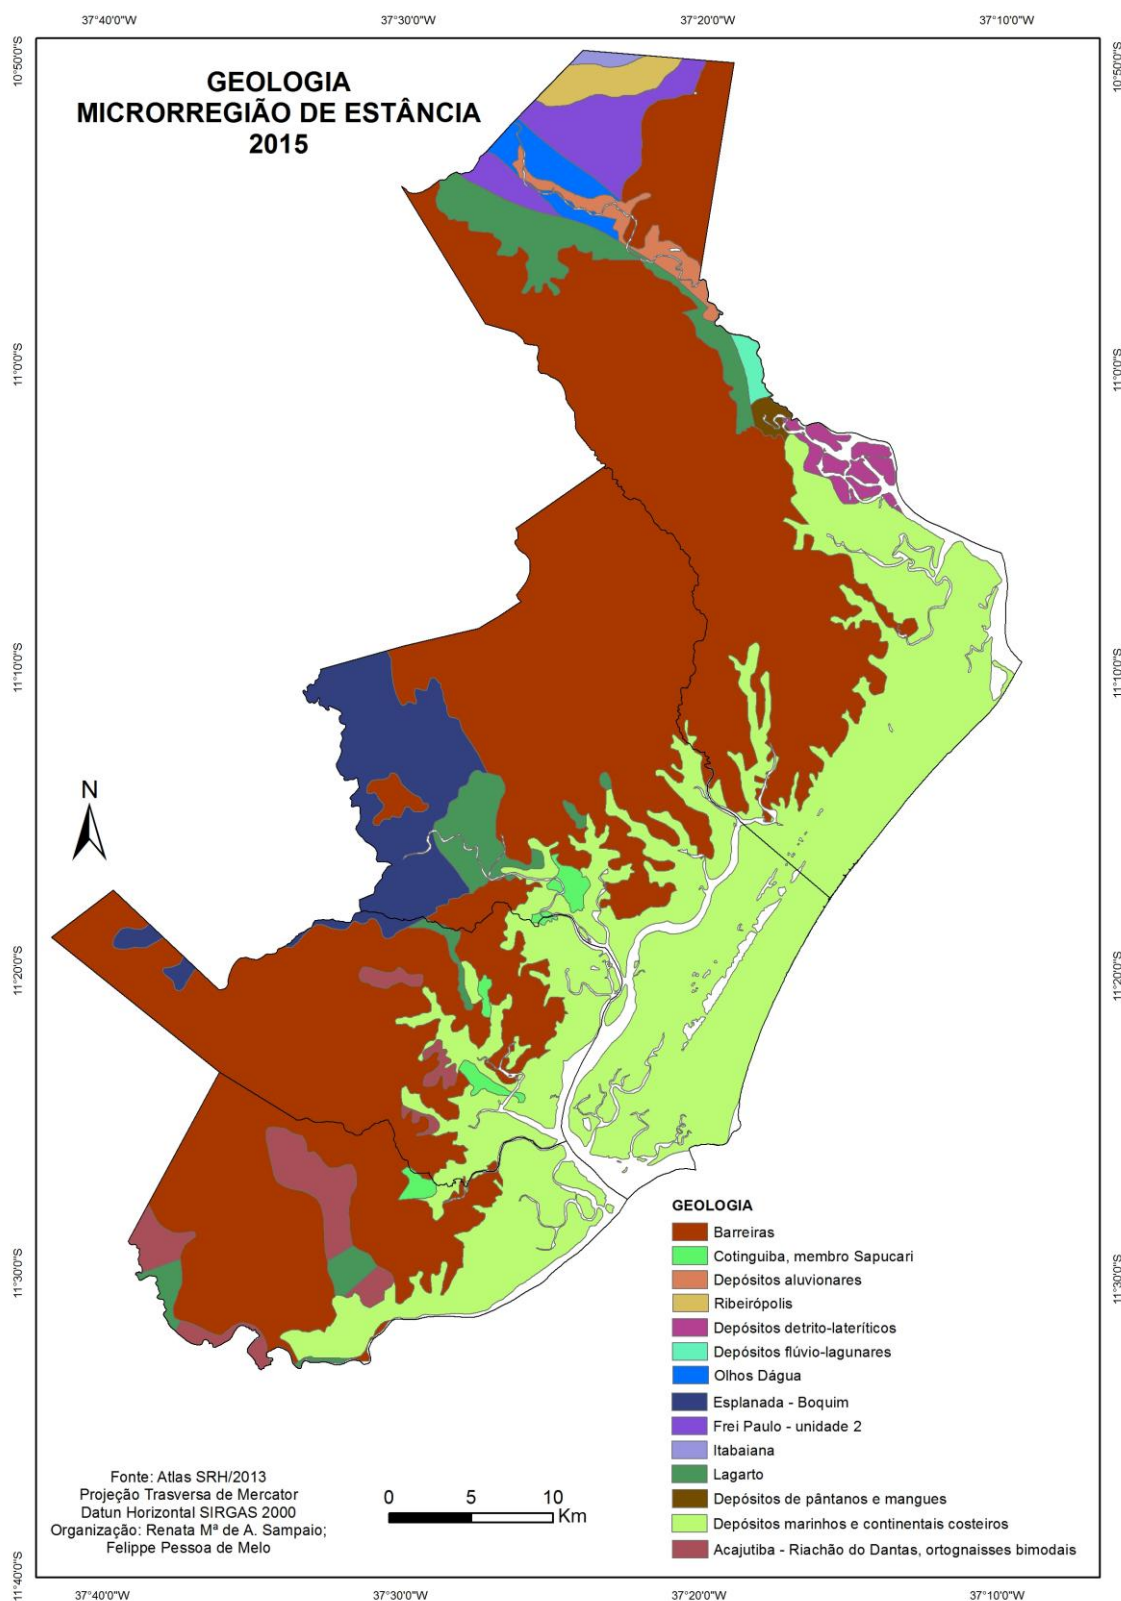 37°40'0"W 37°30'0"W 37°20'0"W 37°10'0"W
10°50'0"S 10°50'0"S
GEOLOGIA
MICRORREGIÃO DE ESTÂNCIA
2015
11°0'0"S 11°0'0"S
11°10'0"S 11°10'0"S
N
11°20'0"S 11°20'0"S
11°30'0"S 11°30'0"S
GEOLOGIA
Barreiras
Cotinguiba, membro Sapucari
Depósitos aluvionares
Ribeirópolis
Depósitos detrito-lateríticos
Depósitos flúvio-lagunares
Olhos Dágua
Esplanada - Boquim
Frei Paulo - unidade 2
Itabaiana
Lagarto
Depósitos de pântanos e mangues
Depósitos marinhos e continentais costeiros
Acajutiba - Riachão do Dantas, ortognaisses bimodais
Fonte: Atlas SRH/2013
Projeção Trasversa de Mercator
Datun Horizontal SIRGAS 2000
Organização: Renata Mª de A. Sampaio;
Felippe Pessoa de Melo
0 5 10
Km
11°40'0"S 11°40'0"S
37°40'0"W 37°30'0"W 37°20'0"W 37°10'0"W